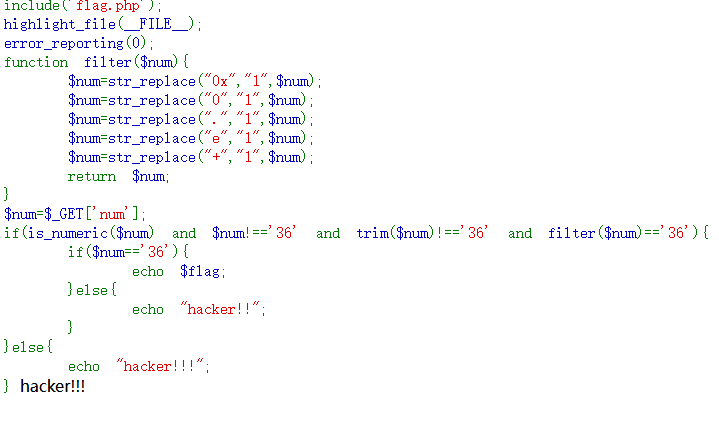 include('flag.php');
highlight_file(__FILE__);
error_reporting(0);
function filter($num){
$num=str_replace("0x","1",$num);
$num=str_replace("0","1",$num);
$num=str_replace(".","1",$num);
$num=str_replace("e","1",$num);
$num=str_replace("+","1",$num);
return $num;
}
$num=$_GET['num'];
if(is_numeric($num) and $num!=='36' and trim($num)!=='36' and filter($num)=='36'){
if($num=='36'){
echo $flag;
}else{
echo "hacker!!";
}
}else{
echo "hacker!!!";
} hacker!!!